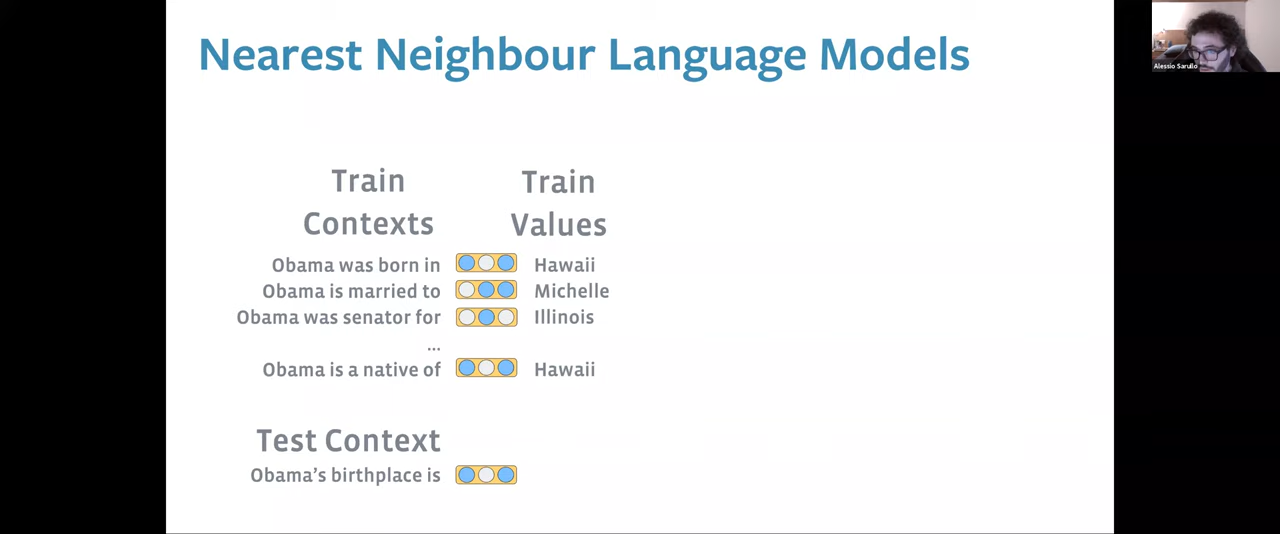 Nearest Neighbour Language Models
Alessio Sarullo
Train
Contexts
Train
Values
Obama was born in Hawaii
Obama is married to Michelle
Obama was senator for Illinois
...
Obama is a native of Hawaii
Test Context
Obama’s birthplace is